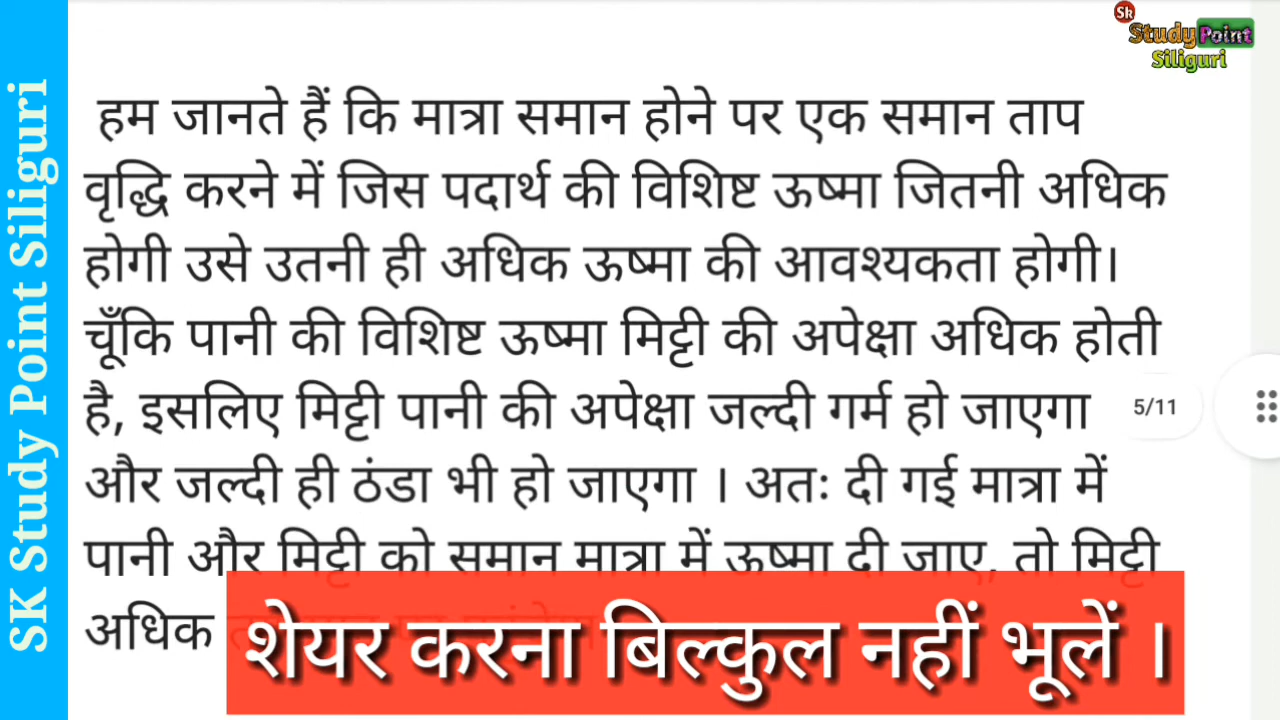 Sk
Study Point
Siliguri
SK Study Point Siliguri
हम जानते हैं कि मात्रा समान होने पर एक समान ताप
वृद्धि करने में जिस पदार्थ की विशिष्ट ऊष्मा जितनी अधिक
होगी उसे उतनी ही अधिक ऊष्मा की आवश्यकता होगी।
चूँकि पानी की विशिष्ट ऊष्मा मिट्टी की अपेक्षा अधिक होती
है, इसलिए मिट्टी पानी की अपेक्षा जल्दी गर्म हो जाएगा
5/11
और जल्दी ही ठंडा भी हो जाएगा । अतः दी गई मात्रा में
पानी और मिट्टी को समान मात्रा में ऊष्मा दी जाए, तो मिट्टी
अधिक
शेयर करना बिल्कुल नहीं भूलें ।